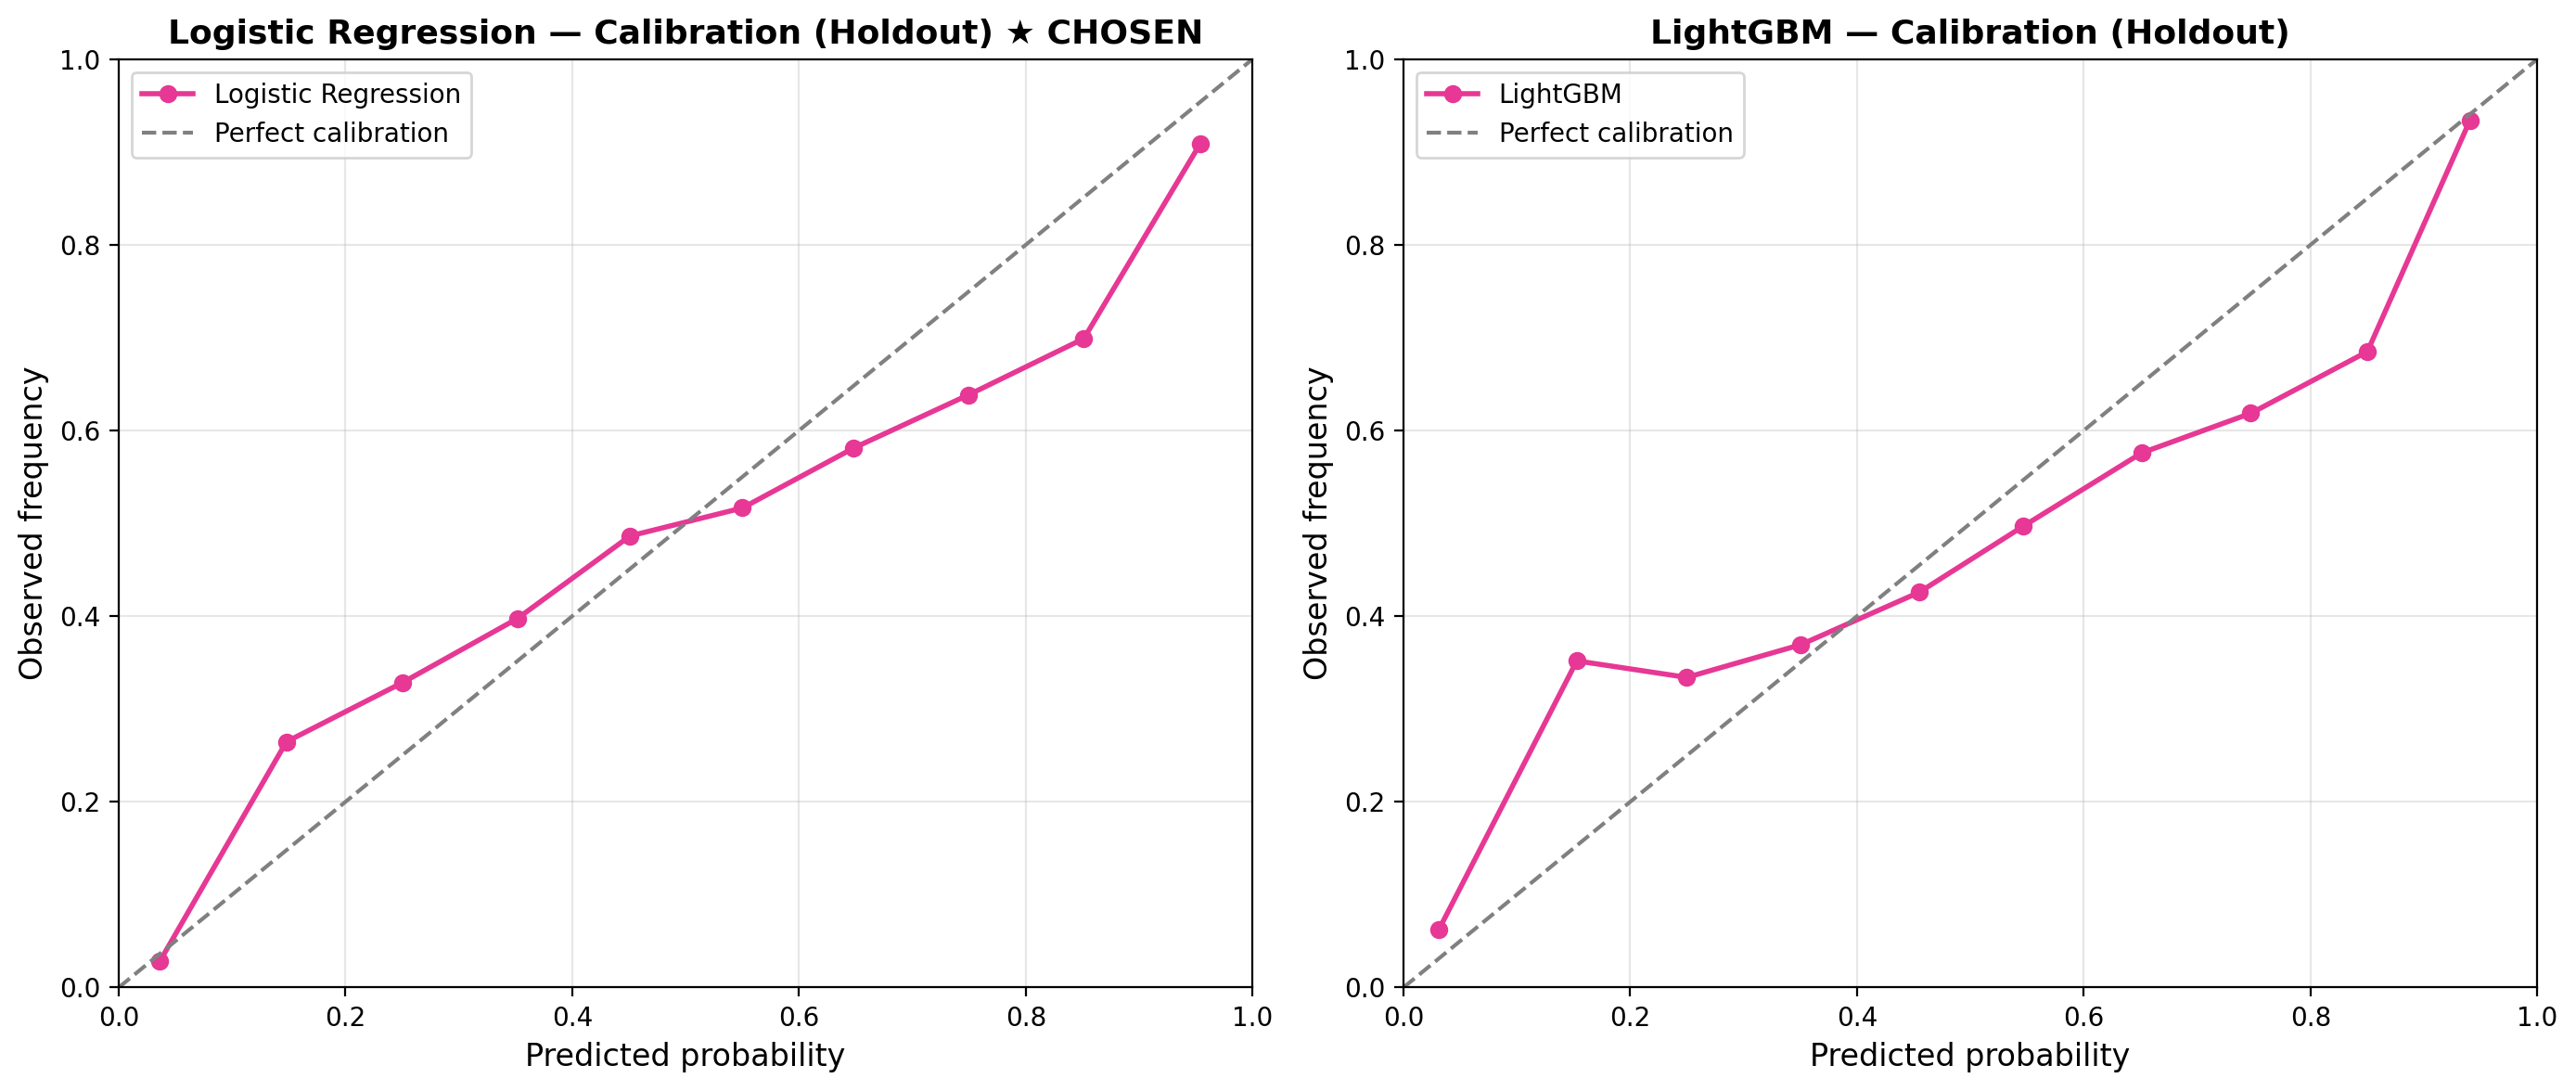 Logistic Regression — Calibration (Holdout) ★ CHOSEN
Logistic Regression
Perfect calibration
1.0
0.8
0.6
0.4
0.2
0.0
Observed frequency
0.0 0.2 0.4 0.6 0.8 1.0
Predicted probability
LightGBM — Calibration (Holdout)
LightGBM
Perfect calibration
1.0
0.8
0.6
0.4
0.2
0.0
Observed frequency
0.0 0.2 0.4 0.6 0.8 1.0
Predicted probability